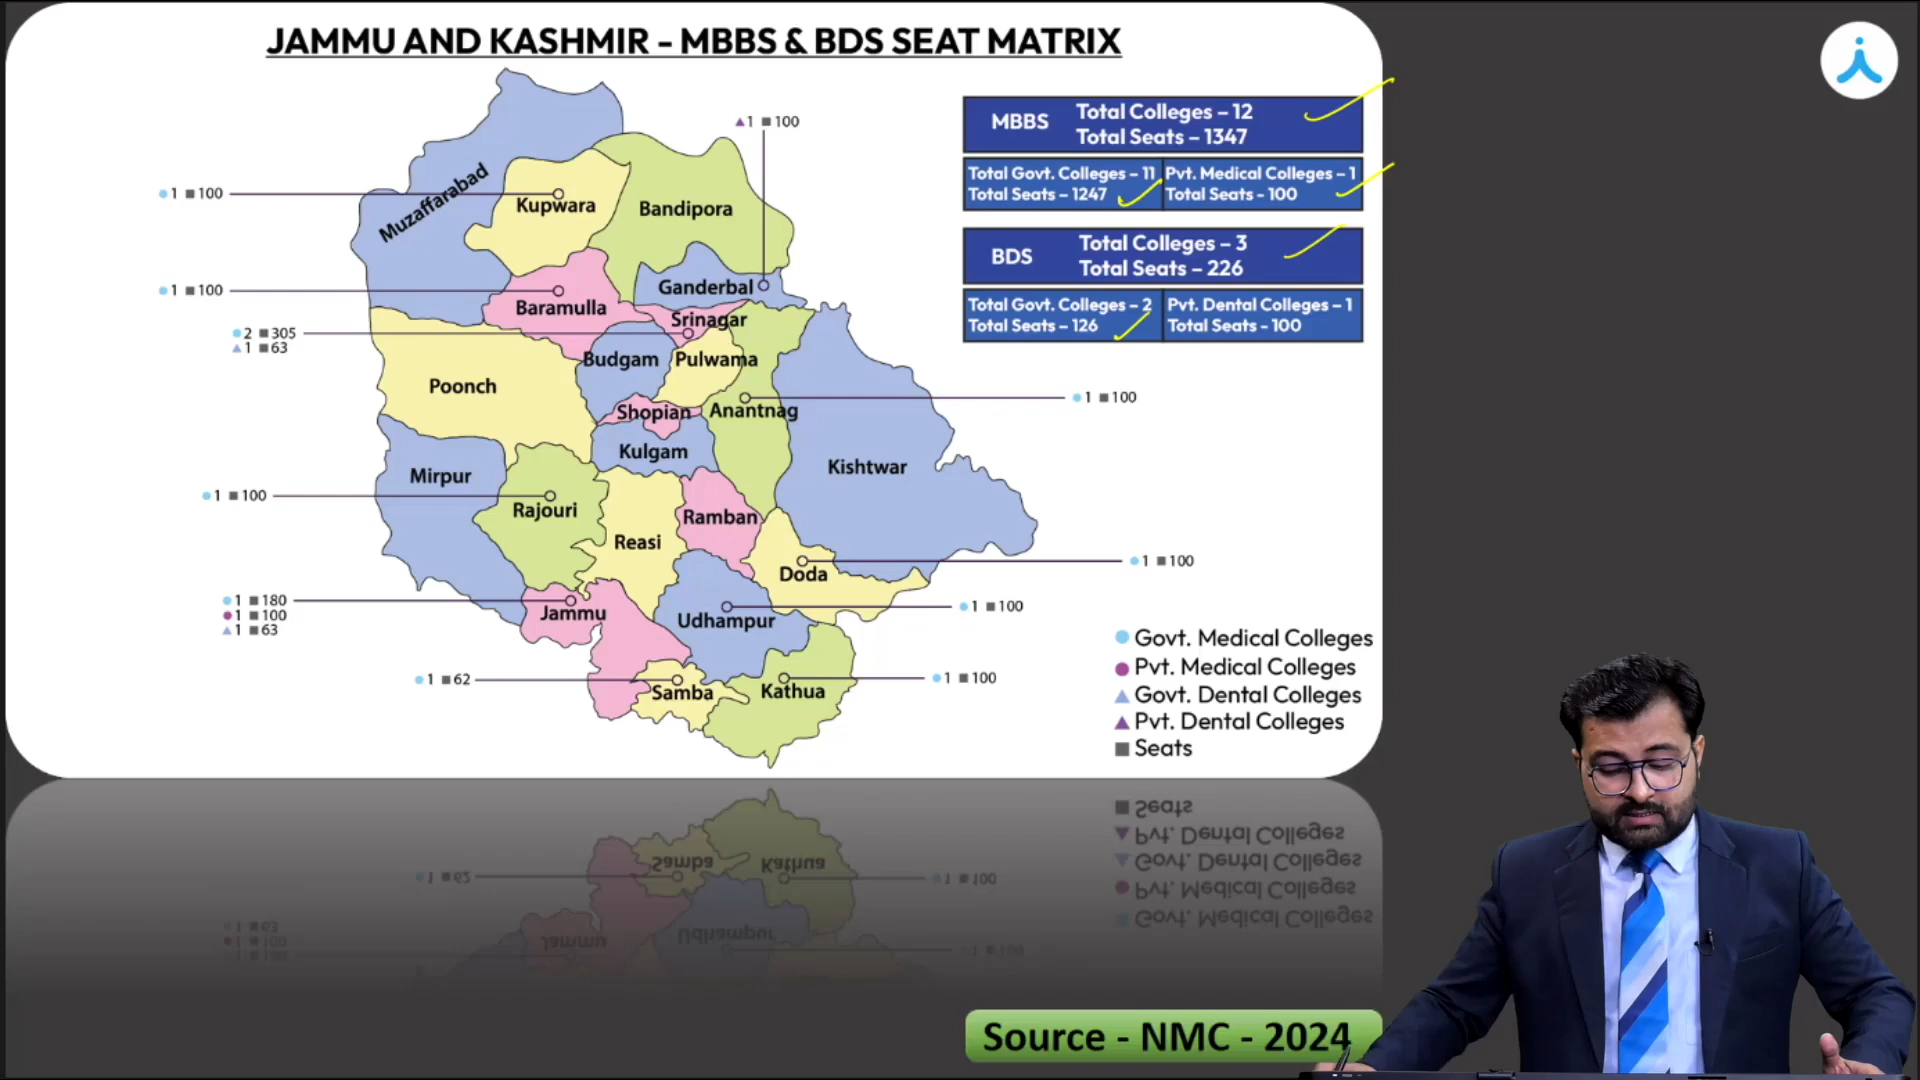 JAMMU AND KASHMIR – MBBS & BDS SEAT MATRIX
MBBS
Total Colleges – 12
Total Seats – 1347
Total Govt. Colleges – 11
Total Seats – 1247
Pvt. Medical Colleges – 1
Total Seats - 100
BDS
Total Colleges – 3
Total Seats – 226
Total Govt. Colleges – 2
Total Seats – 126
Pvt. Dental Colleges – 1
Total Seats - 100
1 100
Muzaffarabad
1 100
Kupwara
Bandipora
1 100
Baramulla
Ganderbal
2 305
1 63
Srinagar
Budgam
Pulwama
Poonch
Shopian
Anantnag
1 100
Kulgam
Kishtwar
Mirpur
1 100
Rajouri
Ramban
Reasi
Doda
1 100
1 180
1 100
1 63
Jammu
Udhampur
1 100
1 62
Samba
Kathua
1 100
Govt. Medical Colleges
Pvt. Medical Colleges
Govt. Dental Colleges
Pvt. Dental Colleges
Seats
Source - NMC - 2024